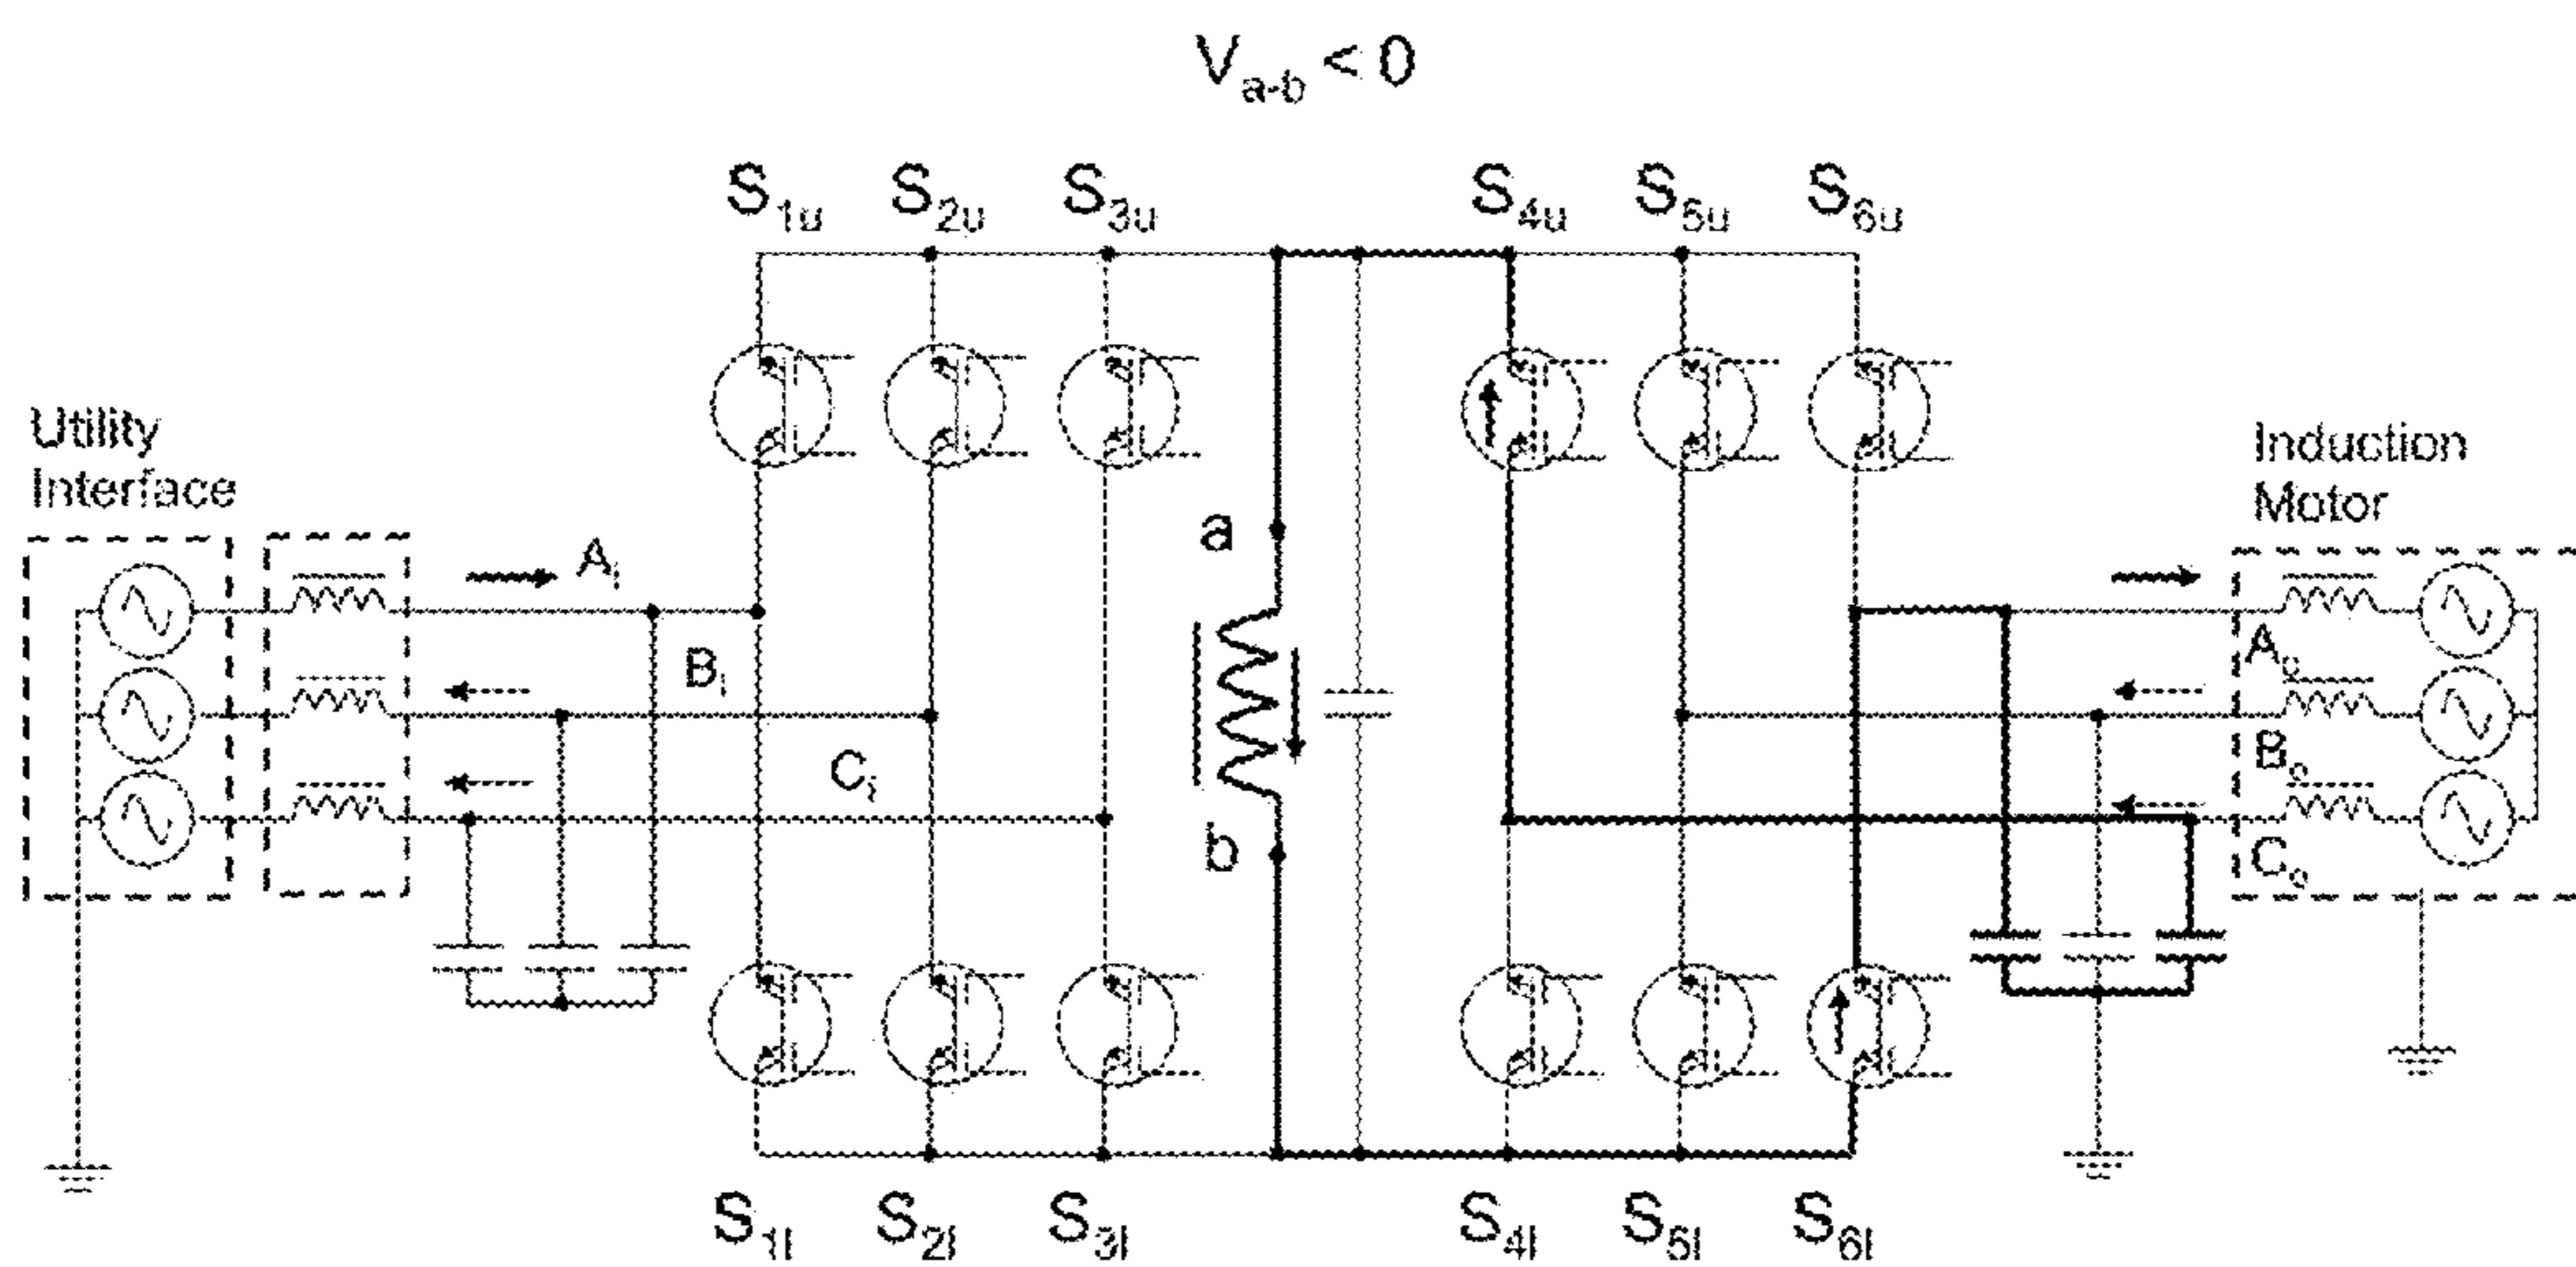 Va-b < 0
S1u S2u S3u S4u S5u S6u
Utility
Interface
Induction
Motor
a
Ai
Bi
Ao
Ci
Bo
b
Co
S1l S2l S3l S4l S5l S6l